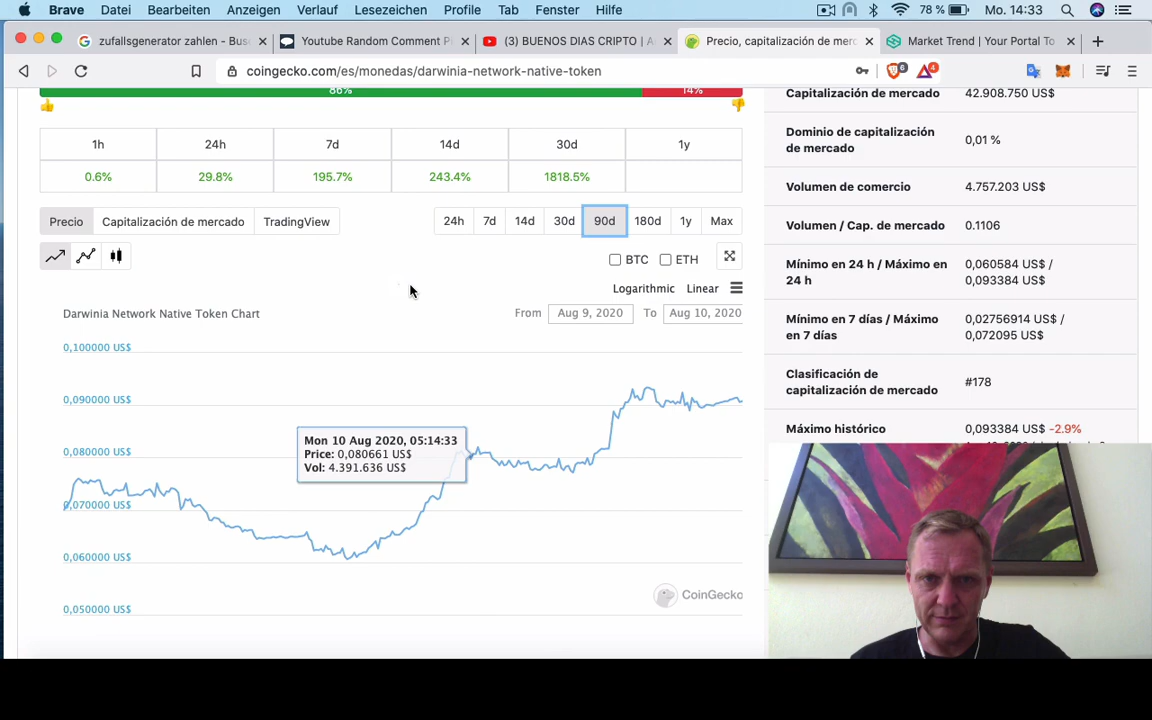 Brave Datei Bearbeiten Anzeigen Verlauf Lesezeichen Profile Tab Fenster Hilfe 78 % Mo. 14:33
zufallsgenerator zahlen - Bus
Youtube Random Comment P
(3) BUENOS DIAS CRIPTO | A
Precio, capitalización de merc
Market Trend | Your Portal To
coingecko.com/es/monedas/darwinia-network-native-token 6 4
86% 14%
1h 24h 7d 14d 30d 1y
0.6% 29.8% 195.7% 243.4% 1818.5%
Precio Capitalización de mercado TradingView
24h 7d 14d 30d 90d 180d 1y Max
BTC ETH
Logarithmic Linear
Darwinia Network Native Token Chart
From Aug 9, 2020 To Aug 10, 2020
0,100000 US$
0,090000 US$
0,080000 US$
0,070000 US$
0,060000 US$
0,050000 US$
Mon 10 Aug 2020, 05:14:33
Price: 0,080661 US$
Vol: 4.391.636 US$
CoinGecko
Capitalización de mercado 42.908.750 US$
Dominio de capitalización
de mercado
0,01 %
Volumen de comercio 4.757.203 US$
Volumen / Cap. de mercado 0.1106
Mínimo en 24 h / Máximo en
24 h
0,060584 US$ /
0,093384 US$
Mínimo en 7 días / Máximo
en 7 días
0,02756914 US$ /
0,072095 US$
Clasificación de
capitalización de mercado
#178
Máximo histórico 0,093384 US$ -2.9%